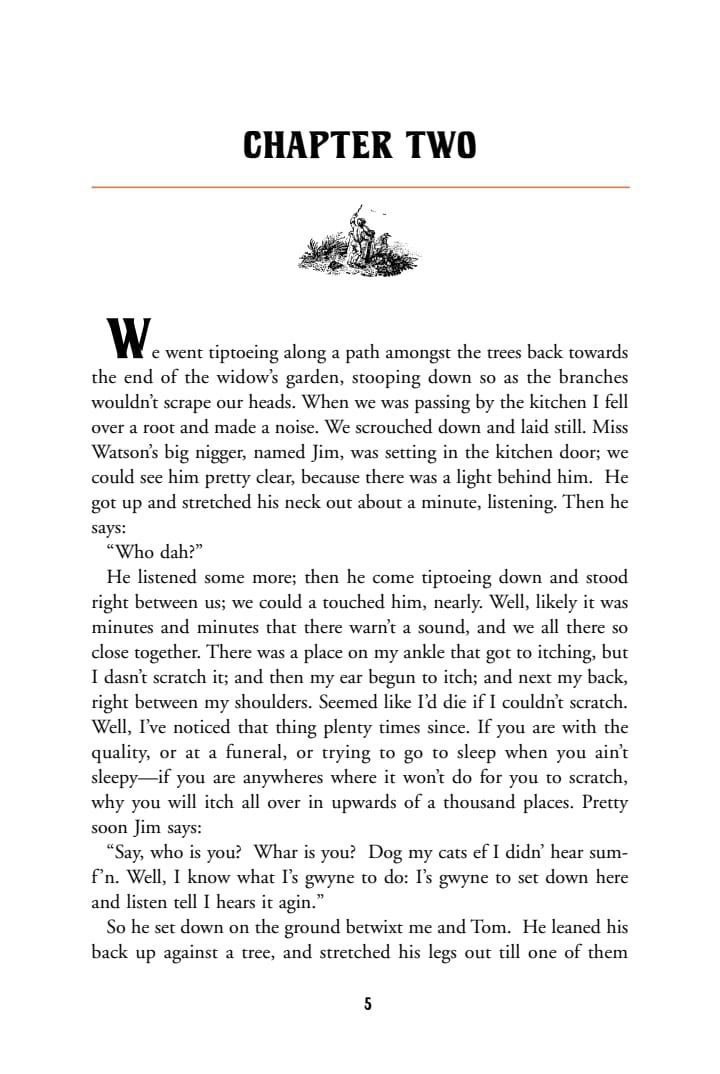 CHAPTER TWO
We went tiptoeing along a path amongst the trees back towards
the end of the widow’s garden, stooping down so as the branches
wouldn’t scrape our heads. When we was passing by the kitchen I fell
over a root and made a noise. We scrouched down and laid still. Miss
Watson’s big nigger, named Jim, was setting in the kitchen door; we
could see him pretty clear, because there was a light behind him.  He
got up and stretched his neck out about a minute, listening. Then he
says:
“Who dah?”
He listened some more; then he come tiptoeing down and stood
right between us; we could a touched him, nearly. Well, likely it was
minutes and minutes that there warn’t a sound, and we all there so
close together. There was a place on my ankle that got to itching, but
I dasn’t scratch it; and then my ear begun to itch; and next my back,
right between my shoulders. Seemed like I’d die if I couldn’t scratch.
Well, I’ve noticed that thing plenty times since. If you are with the
quality, or at a funeral, or trying to go to sleep when you ain’t
sleepy—if you are anywheres where it won’t do for you to scratch,
why you will itch all over in upwards of a thousand places. Pretty
soon Jim says:
“Say, who is you?  Whar is you?  Dog my cats ef I didn’ hear sum-
f’n. Well, I know what I’s gwyne to do: I’s gwyne to set down here
and listen tell I hears it agin.”
So he set down on the ground betwixt me and Tom.  He leaned his
back up against a tree, and stretched his legs out till one of them
5